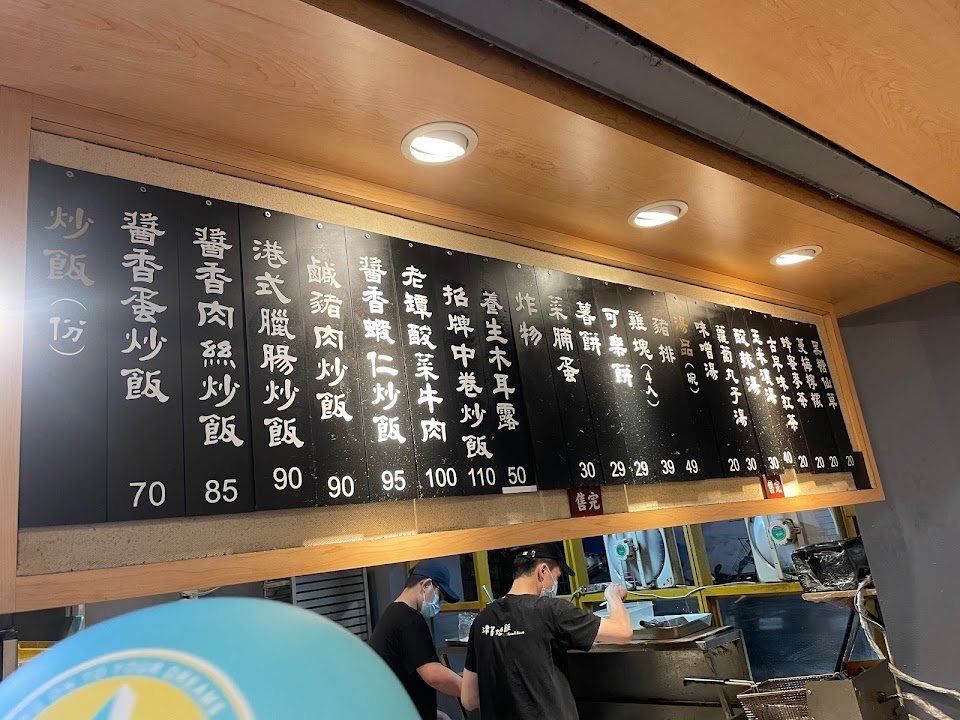 炒飯(份)
醬香蛋炒飯 70
醬香肉絲炒飯 85
港式臘腸炒飯 90
鹹豬肉炒飯 90
醬香蝦仁炒飯 95
老罈酸菜牛肉 100
招牌中卷炒飯 110
養生木耳露 50
炸物
菜脯蛋 30
售完
薯餅 29
可樂餅 29
雞塊(4入) 39
豬排 49
湯品(碗)
味噌湯 20
蘿蔔丸子湯 30
酸辣湯 30
售完
玉米濃湯 40
古早味紅茶 20
蜂蜜麥茶 20
檸檬 20
黑糖仙草 20
TO YOUR DREAMS